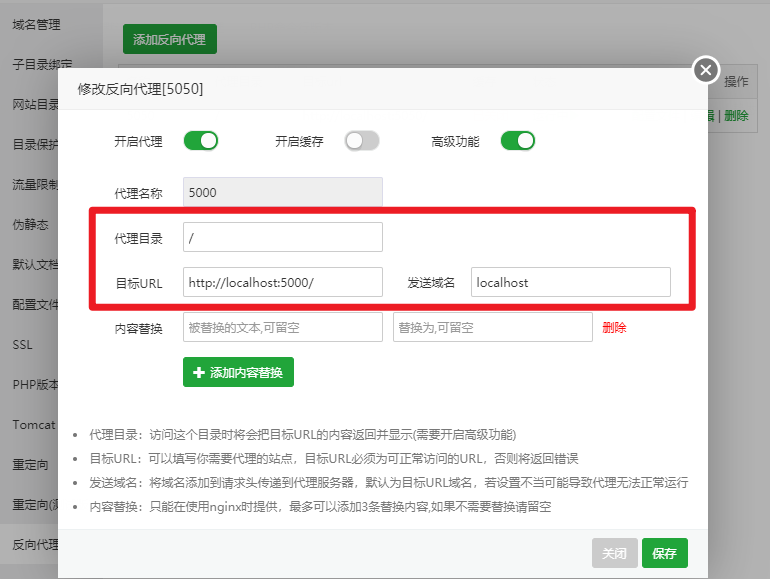 域名管理
添加反向代理
子目录绑定
修改反向代理[5050]
操作
网站目录
删除
目录保护
开启代理
开启缓存
高级功能
流量限制
代理名称
5000
伪静态
代理目录
/
默认文档
目标URL
http://localhost:5000/
发送域名
localhost
配置文件
内容替换
被替换的文本,可留空
替换为,可留空
删除
SSL
添加内容替换
PHP版本
Tomcat
代理目录：访问这个目录时将会把目标URL的内容返回并显示(需要开启高级功能)
重定向
目标URL：可以填写你需要代理的站点，目标URL必须为可正常访问的URL，否则将返回错误
发送域名：将域名添加到请求头传递到代理服务器，默认为目标URL域名，若设置不当可能导致代理无法正常运行
重定向(
内容替换：只能在使用nginx时提供，最多可以添加3条替换内容,如果不需要替换请留空
反向代理
关闭
保存